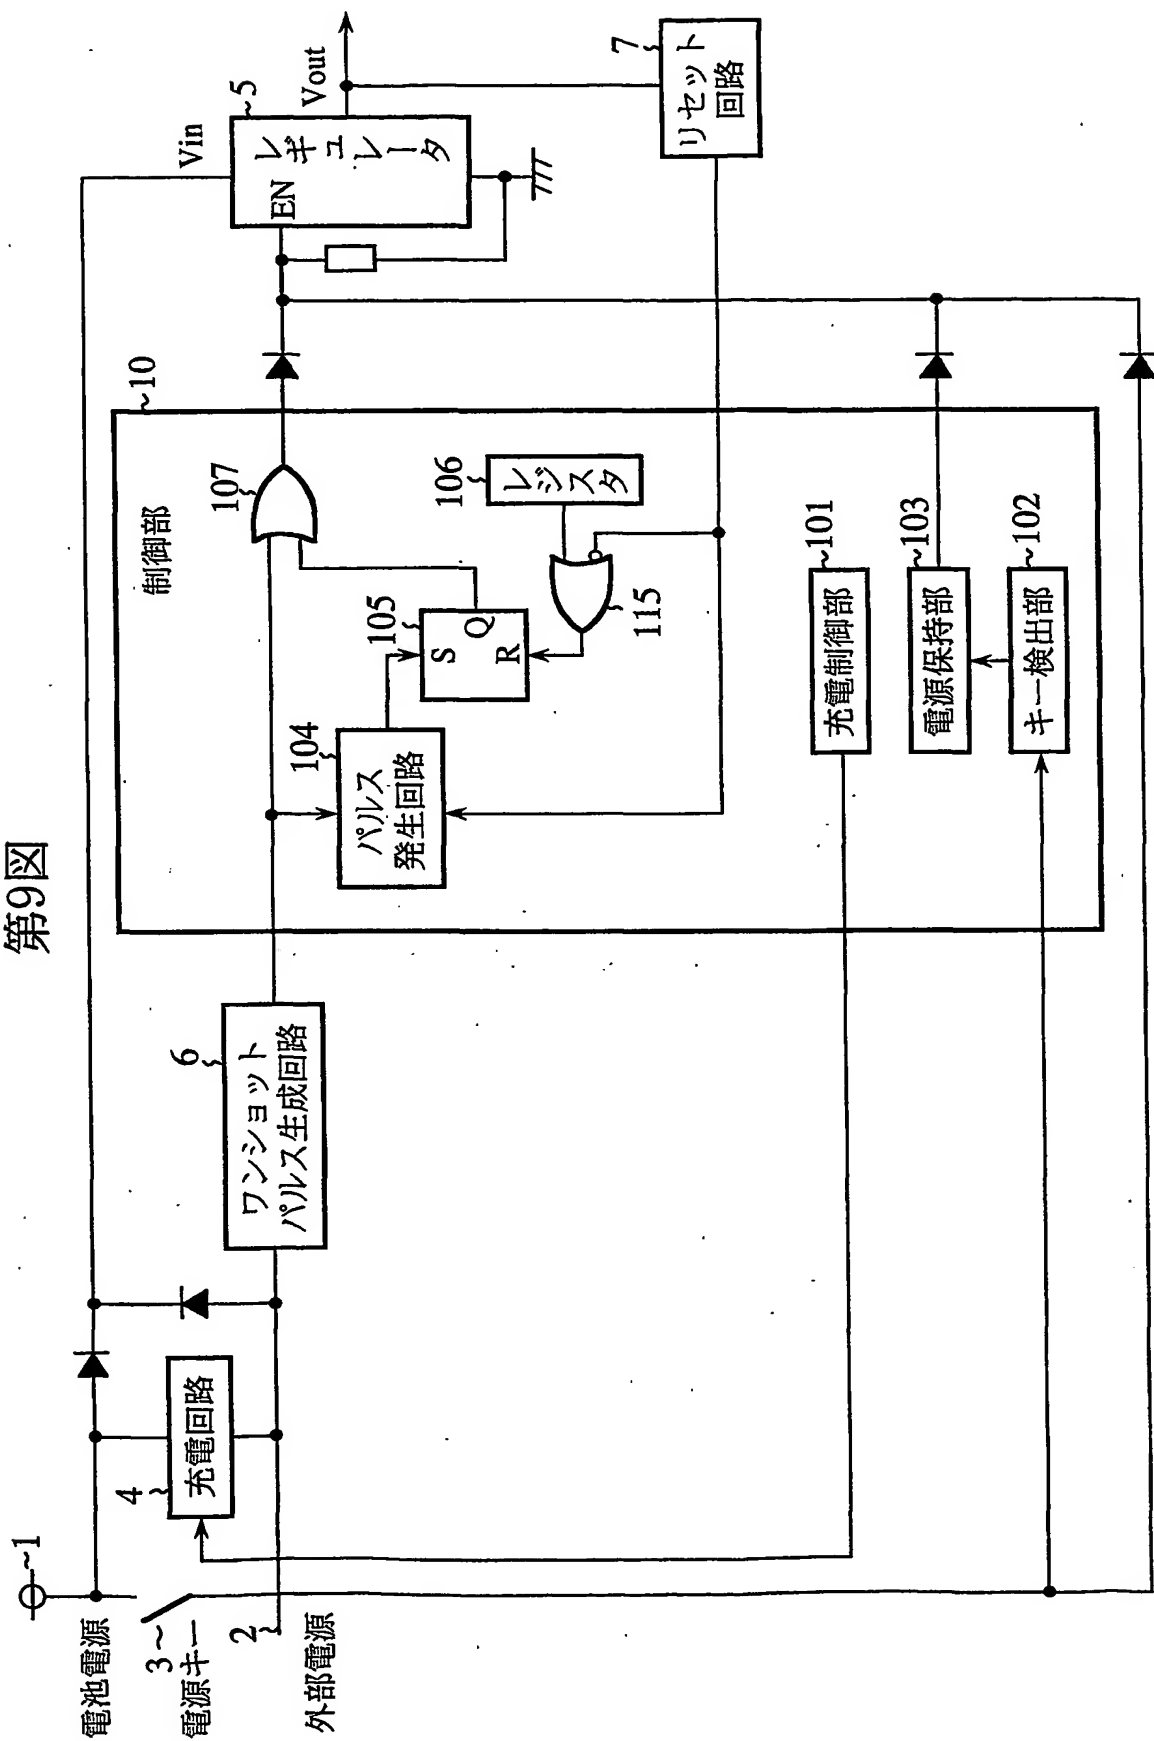 第9図
電池電源
1
3
電源キー
2
外部電源
4
充電回路
6
ワンショット
パルス生成回路
10
制御部
104
パルス
発生回路
105
S
Q
R
107
106
レジスタ
115
101
充電制御部
103
電源保持部
102
キー検出部
Vin
5
レギュレータ
EN
Vout
7
リセット
回路